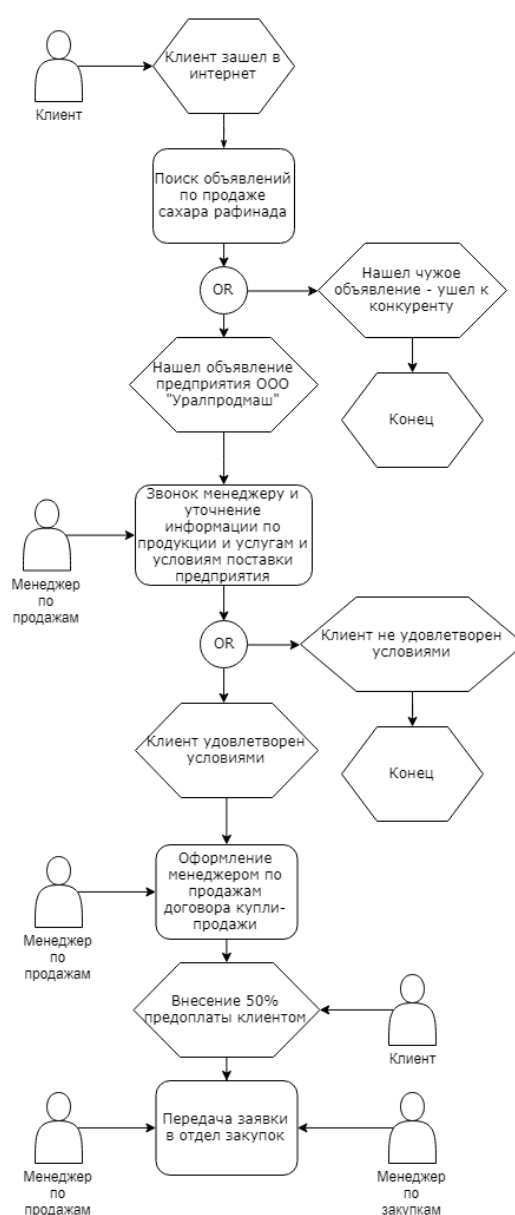 Клиент зашел в
интернет
Клиент
Поиск объявлений
по продаже
сахара рафинада
OR
Нашел чужое
объявление - ушел к
конкуренту
Нашел объявление
предприятия ООО
"Уралпродмаш"
Конец
Звонок менеджеру и
уточнение
информации по
продукции и услугам и
условиям поставки
предприятия
Менеджер
по
продажам
OR
Клиент не удовлетворен
условиями
Клиент удовлетворен
условиями
Конец
Оформление
менеджером по
продажам
договора купли-
продажи
Менеджер
по
продажам
Внесение 50%
предоплаты клиентом
Клиент
Передача заявки
в отдел закупок
Менеджер
по
продажам
Менеджер
по
закупкам